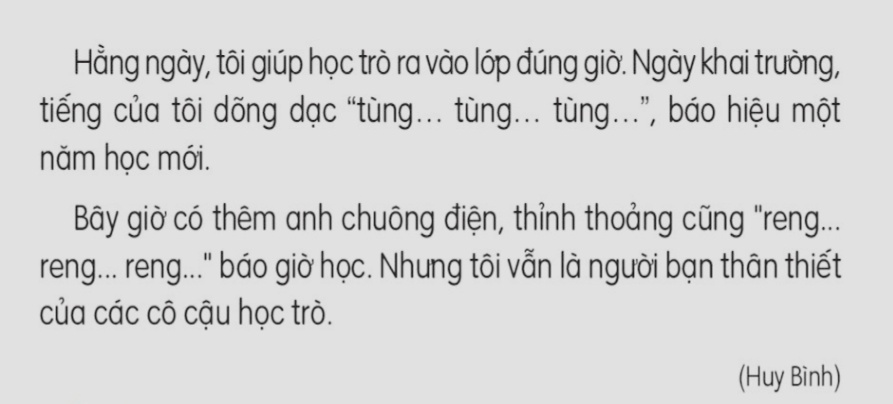 Hằng ngày, tôi giúp học trò ra vào lớp đúng giờ. Ngày khai trường,
tiếng của tôi dõng dạc “tùng... tùng... tùng...”, báo hiệu một
năm học mới.
Bây giờ có thêm anh chuông điện, thỉnh thoảng cũng "reng...
reng... reng..." báo giờ học. Nhưng tôi vẫn là người bạn thân thiết
của các cô cậu học trò.
(Huy Bình)